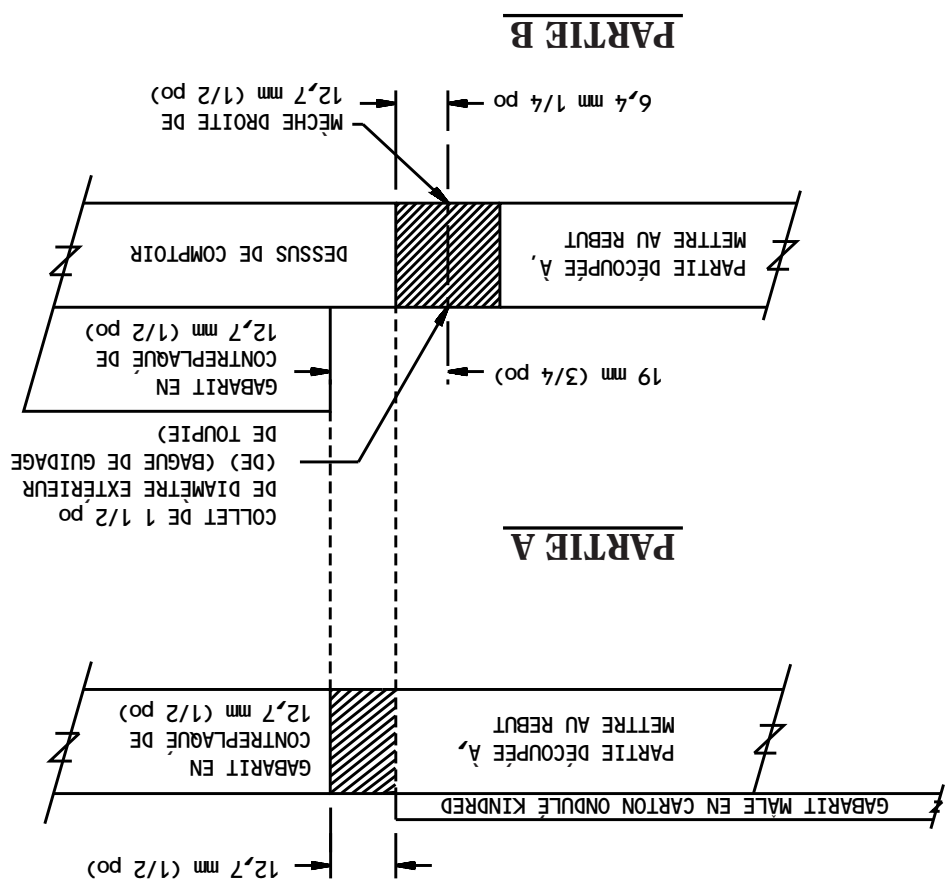 12,7 mm (1/2 po)
GABARIT MÂLE EN CARTON ONDULÉ KINDRED
PARTIE DÉCOUPÉE À,
METTRE AU REBUT
GABARIT EN
CONTREPLAQUÉ DE
12,7 mm (1/2 po)
PARTIE A
COLLET DE 1 1/2 po
DE DIAMÈTRE EXTÉRIEUR
(DE) (BAGUE DE GUIDAGE
DE TOUPIE)
19 mm (3/4 po)
GABARIT EN
CONTREPLAQUÉ DE
12,7 mm (1/2 po)
PARTIE DÉCOUPÉE À,
METTRE AU REBUT
DESSUS DE COMPTOIR
6,4 mm 1/4 po
MÈCHE DROITE DE
12,7 mm (1/2 po)
PARTIE B